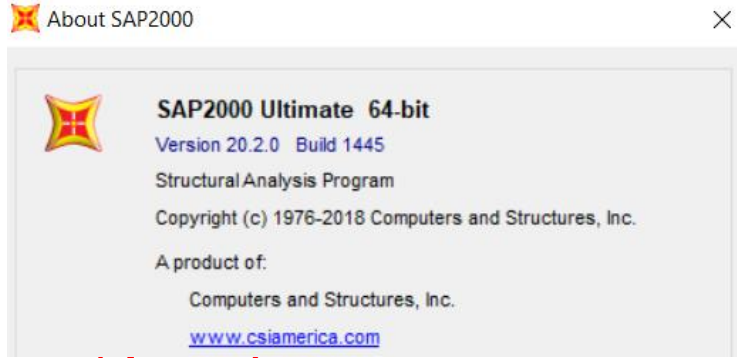 About SAP2000
SAP2000 Ultimate 64-bit
Version 20.2.0 Build 1445
Structural Analysis Program
Copyright (c) 1976-2018 Computers and Structures, Inc.
A product of:
Computers and Structures, Inc.
www.csiamerica.com